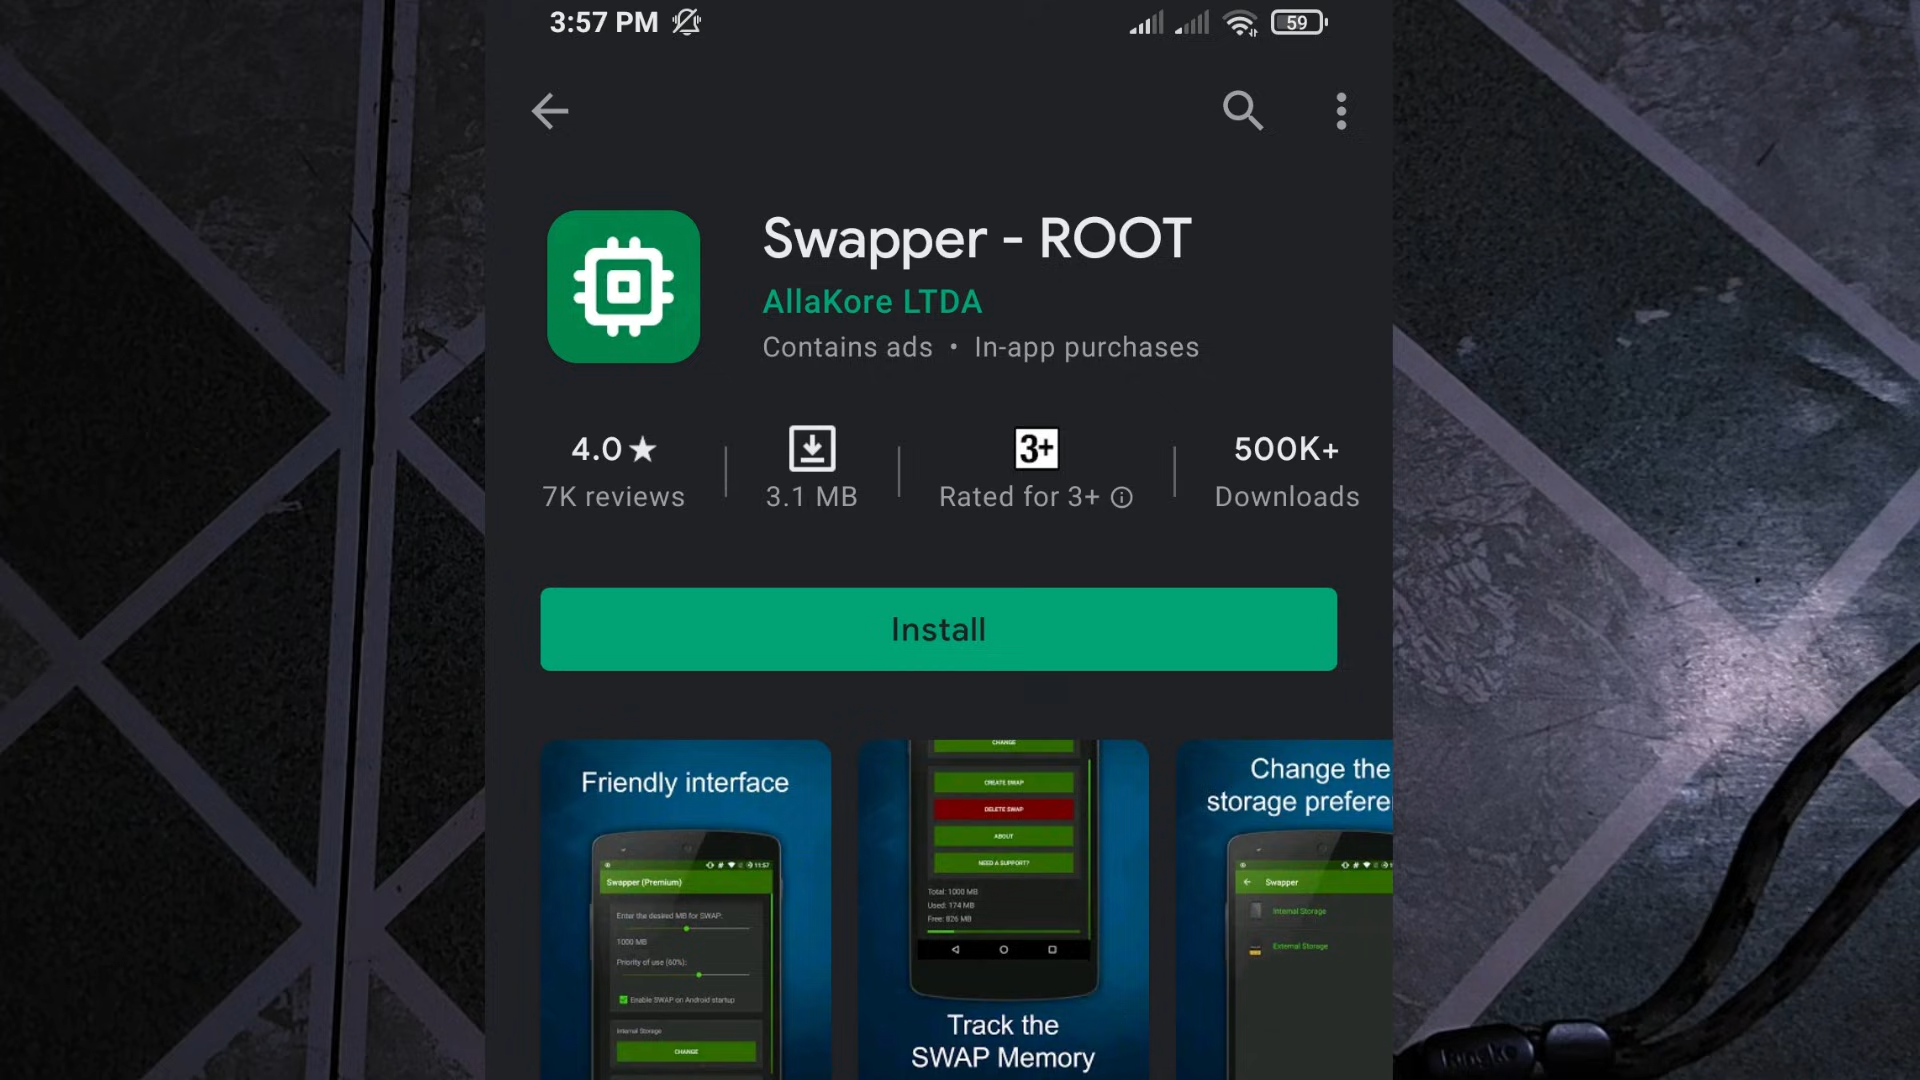 3:57 PM
59
Swapper - ROOT
AllaKore LTDA
Contains ads • In-app purchases
4.0★
7K reviews
3.1 MB
3+
Rated for 3+
500K+
Downloads
Install
Friendly interface
11:57
Swapper (Premium)
Enter the desired MB for SWAP.
1000 MB
Priority of use (60%):
Enable SWAP on Android startup
Internal Storage
CHANGE
CHANGE
CREATE SWAP
DELETE SWAP
ABOUT
NEED A SUPPORT?
Total: 1000 MB
Used: 174 MB
Free: 826 MB
Track the
SWAP Memory
Change the
storage prefere
Swapper
Internal Storage
External Storage